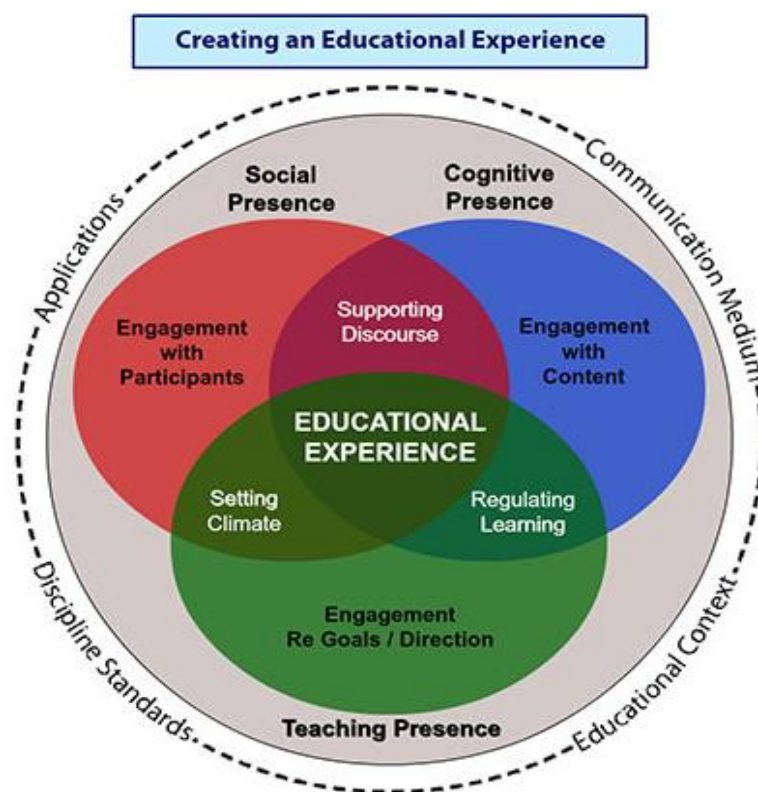 Creating an Educational Experience
Applications
Communication Medium
Social
Presence
Cognitive
Presence
Supporting
Discourse
Engagement
with
Participants
Engagement
with
Content
EDUCATIONAL
EXPERIENCE
Setting
Climate
Regulating
Learning
Engagement
Re Goals / Direction
Teaching Presence
Discipline Standards
Educational Context